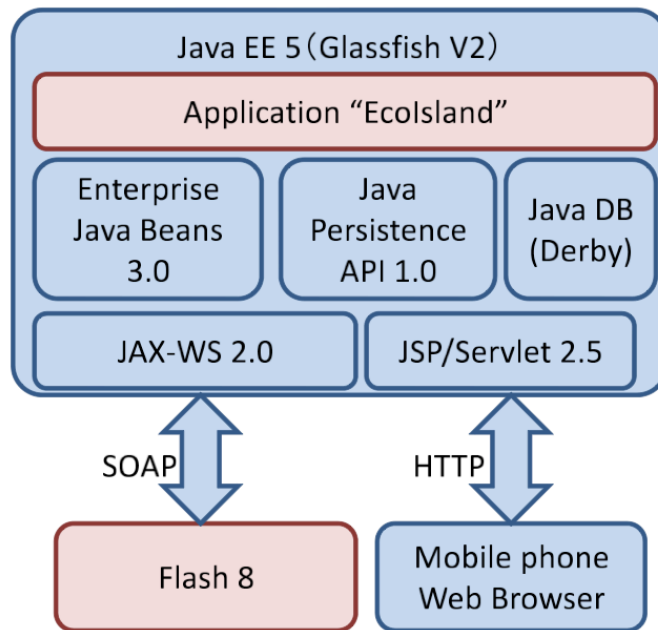 Java EE 5（Glassfish V2）
Application “EcoIsland”
Enterprise
Java Beans
3.0
Java
Persistence
API 1.0
Java DB
(Derby)
JAX-WS 2.0
JSP/Servlet 2.5
SOAP
HTTP
Flash 8
Mobile phone
Web Browser